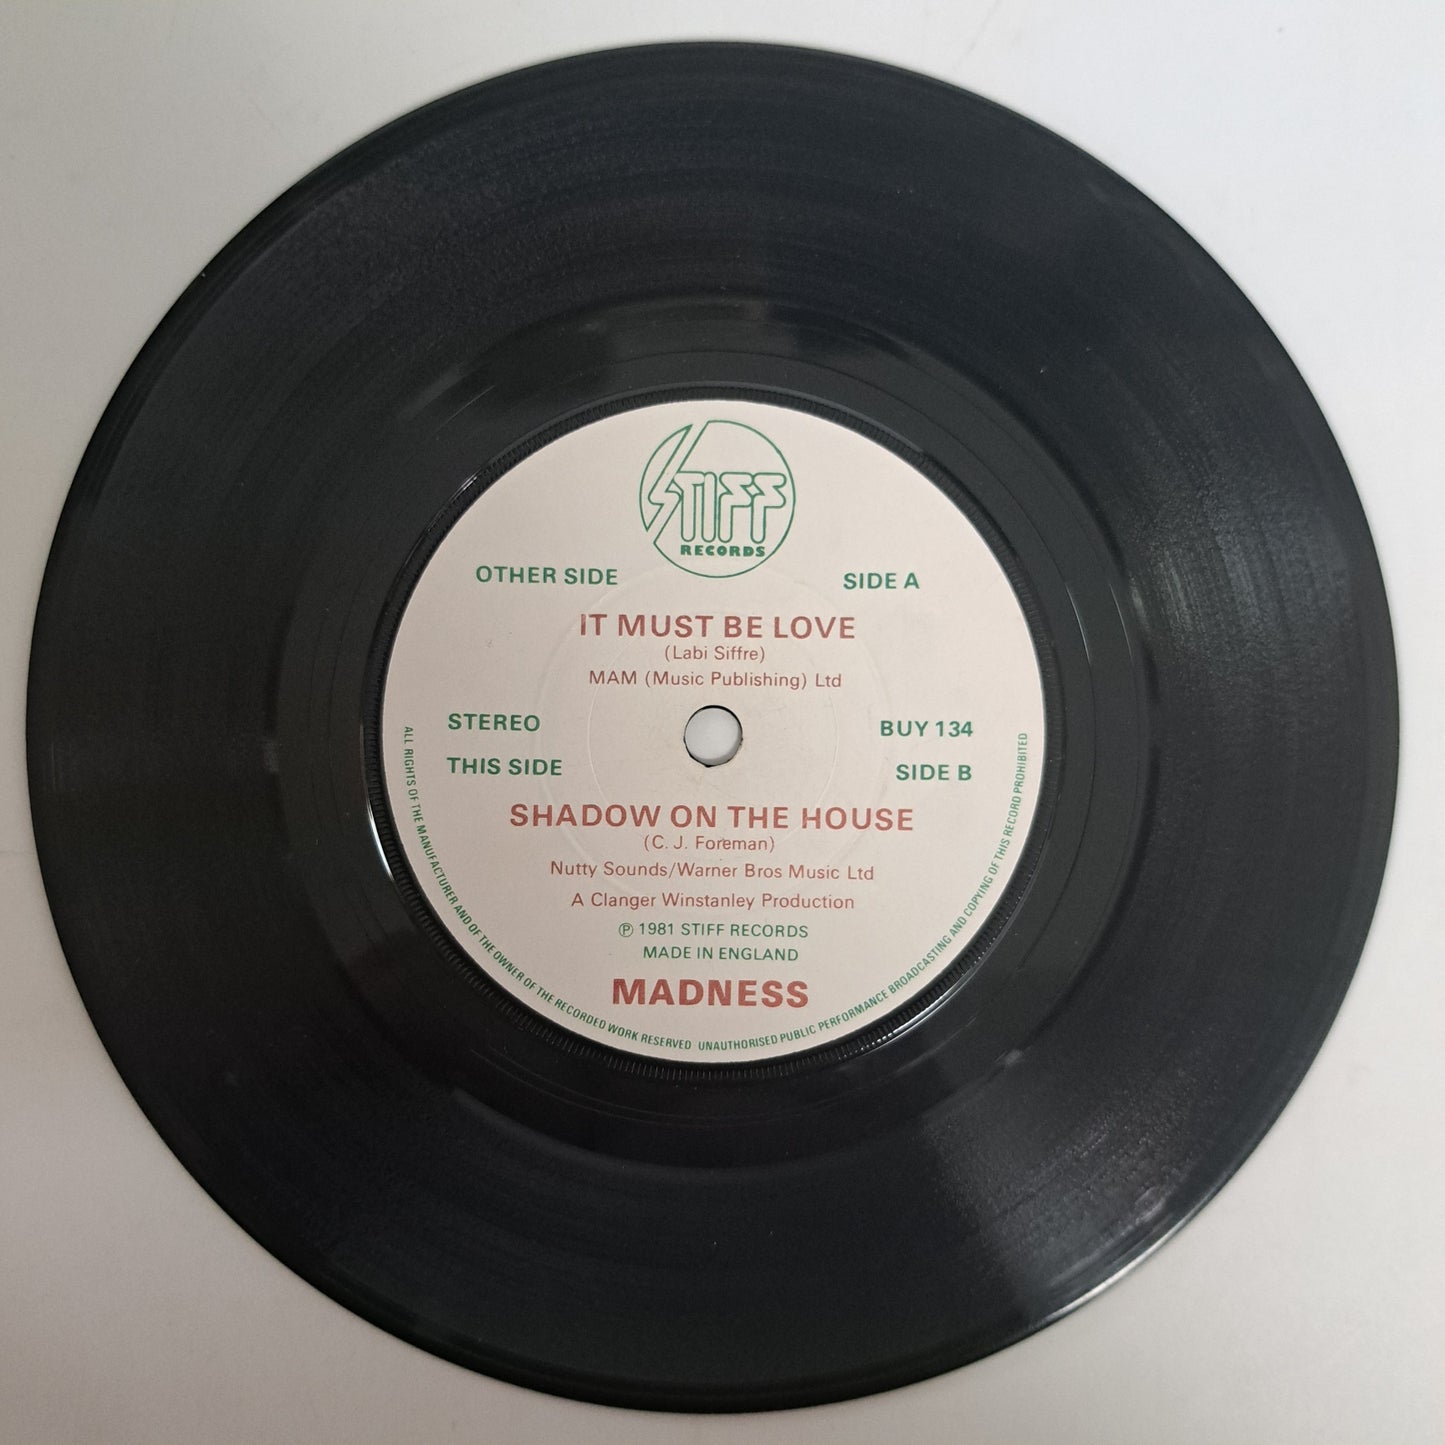 STIFF
RECORDS
OTHER SIDE SIDE A
IT MUST BE LOVE
(Labi Siffre)
MAM (Music Publishing) Ltd
STEREO BUY 134
THIS SIDE SIDE B
SHADOW ON THE HOUSE
(C. J. Foreman)
Nutty Sounds/Warner Bros Music Ltd
A Clanger Winstanley Production
℗ 1981 STIFF RECORDS
MADE IN ENGLAND
MADNESS
ALL RIGHTS OF THE MANUFACTURER AND OF THE OWNER OF THE RECORDED WORK RESERVED UNAUTHORISED PUBLIC PERFORMANCE BROADCASTING AND COPYING OF THIS RECORD PROHIBITED